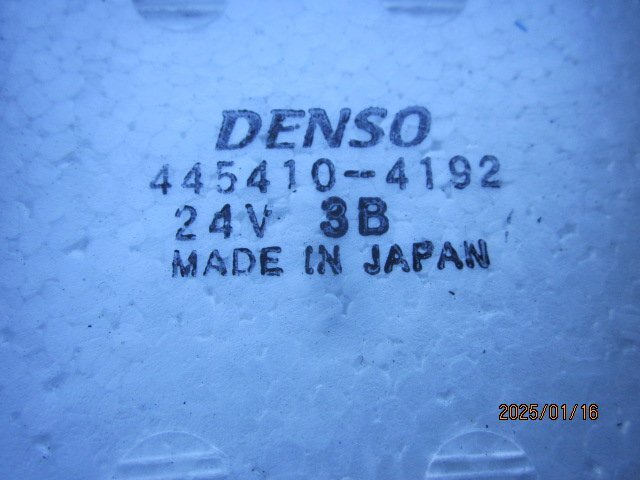 DENSO
445410-4192
24V 3B
MADE IN JAPAN
2025/01/16